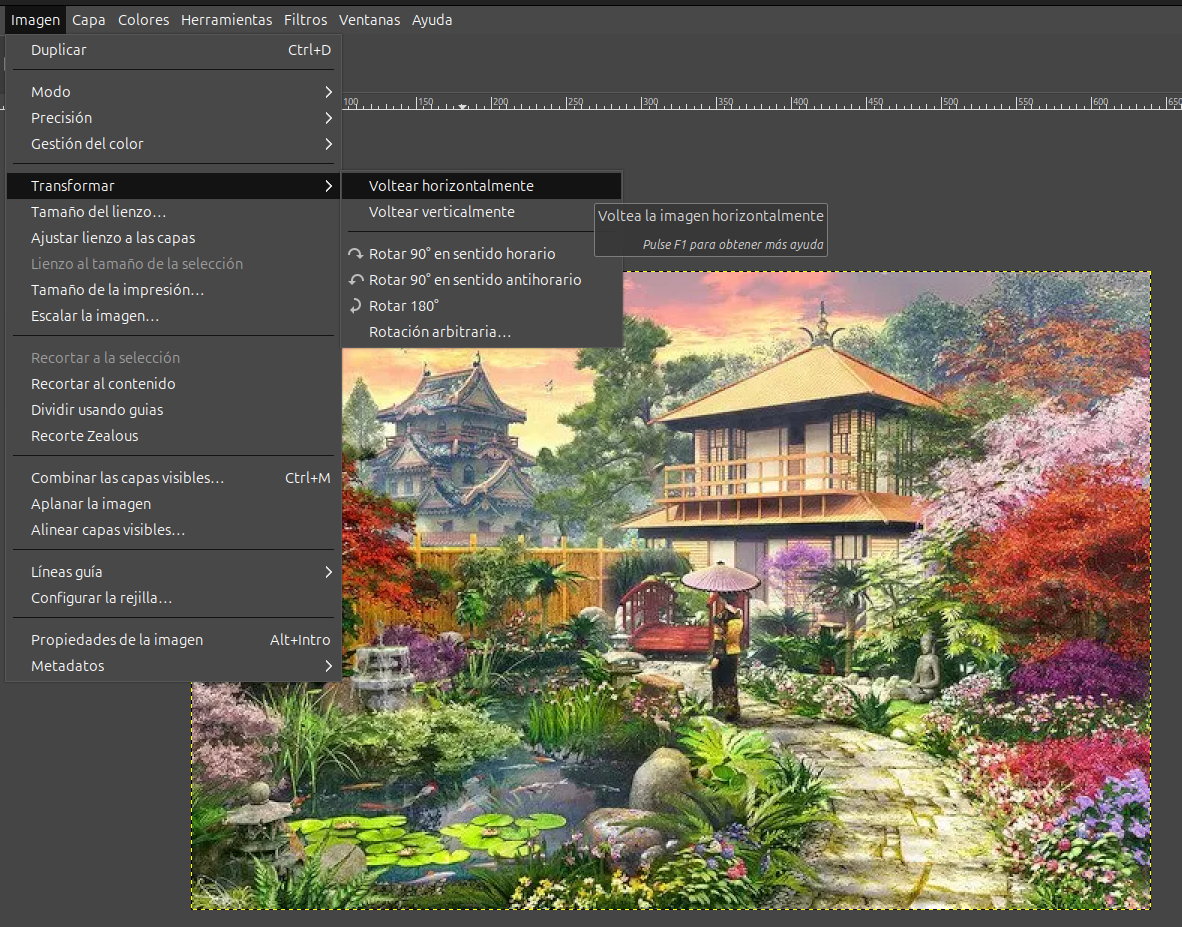 Imagen Capa Colores Herramientas Filtros Ventanas Ayuda
Duplicar Ctrl+D
Modo
Precisión
Gestión del color
Transformar
Tamaño del lienzo…
Ajustar lienzo a las capas
Lienzo al tamaño de la selección
Tamaño de la impresión…
Escalar la imagen…
Recortar a la selección
Recortar al contenido
Dividir usando guias
Recorte Zealous
Combinar las capas visibles… Ctrl+M
Aplanar la imagen
Alinear capas visibles…
Líneas guía
Configurar la rejilla…
Propiedades de la imagen Alt+Intro
Metadatos
100 150 200 250 300 350 400 450 500 550 600 650
Voltear horizontalmente
Voltear verticalmente
Rotar 90° en sentido horario
Rotar 90° en sentido antihorario
Rotar 180°
Rotación arbitraria…
Voltea la imagen horizontalmente
Pulse F1 para obtener más ayuda